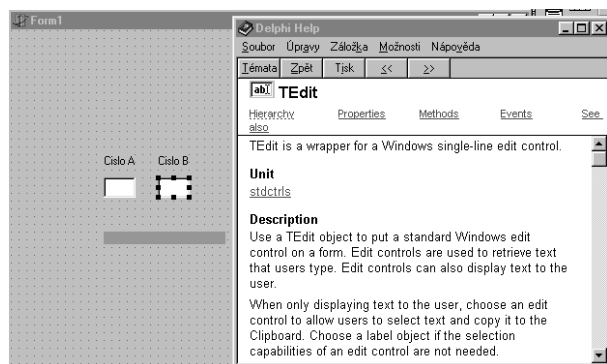 Form1
Cislo A Cislo B
Delphi Help
Soubor Úpravy Záložka Možnosti Nápověda
Témata Zpět Tisk << >>
ab TEdit
Hierarchy Properties Methods Events See
also
TEdit is a wrapper for a Windows single-line edit control.
Unit
stdctrls
Description
Use a TEdit object to put a standard Windows edit
control on a form. Edit controls are used to retrieve text
that users type. Edit controls can also display text to the
user.
When only displaying text to the user, choose an edit
control to allow users to select text and copy it to the
Clipboard. Choose a label object if the selection
capabilities of an edit control are not needed.